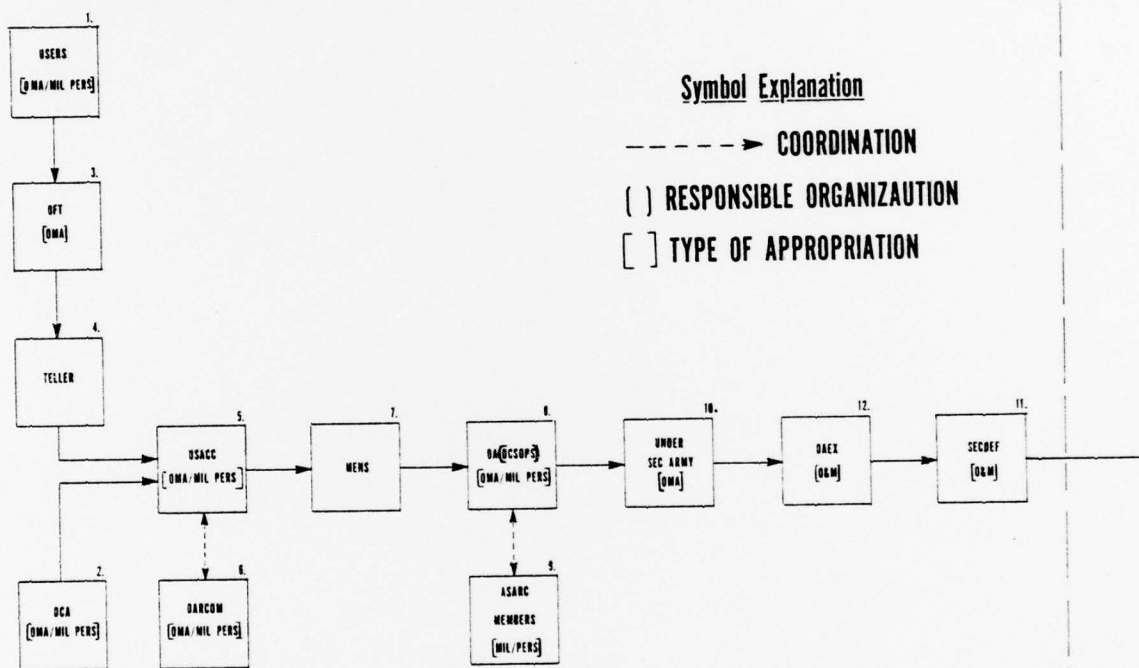 1.
USERS
[OMA/MIL PERS]
3.
OFT
[OMA]
4.
TELLER
5.
USACC
[OMA/MIL PERS]
2.
DCA
[OMA/MIL PERS]
6.
DARCOM
[OMA/MIL PERS]
7.
MENS
8.
DA(DCSOPS)
[OMA/MIL PERS]
9.
ASARC
MEMBERS
[MIL/PERS]
10.
UNDER
SEC ARMY
[OMA]
12.
DAEX
[O&M]
11.
SECDEF
[O&M]
Symbol Explanation
COORDINATION
( ) RESPONSIBLE ORGANIZAUTION
[ ] TYPE OF APPROPRIATION